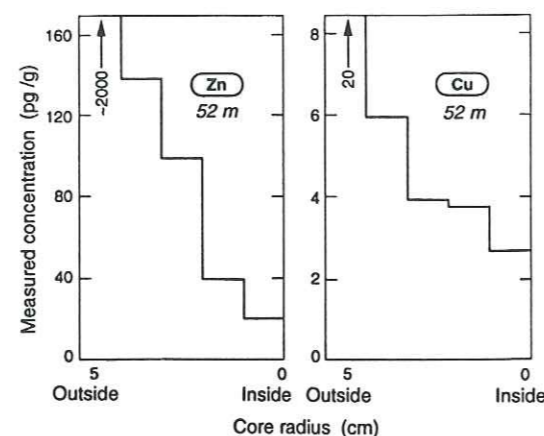 160
120
80
40
0
Measured concentration (pg /g)
~2000
Zn
52 m
5
0
Outside
Inside
8
6
4
2
0
20
Cu
52 m
5
0
Outside
Inside
Core radius (cm)